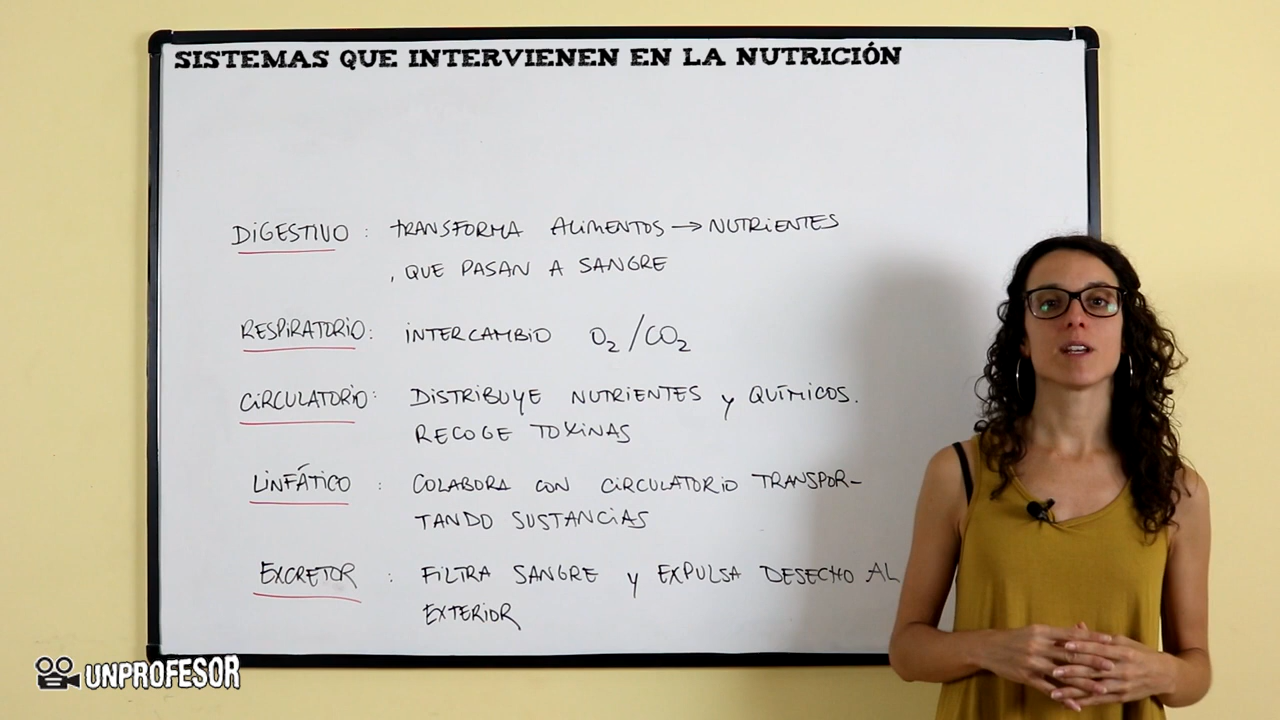 SISTEMAS QUE INTERVIENEN EN LA NUTRICIÓN
DIGESTIVO : TRANSFORMA ALIMENTOS → NUTRIENTES
, QUE PASAN A SANGRE
RESPIRATORIO: INTERCAMBIO O₂/CO₂
CIRCULATORIO: DISTRIBUYE NUTRIENTES y QUÍMICOS.
RECOGE TOXINAS
LINFÁTICO : COLABORA CON CIRCULATORIO TRANSPOR-
TANDO SUSTANCIAS
EXCRETOR : FILTRA SANGRE y EXPULSA DESECHO AL
EXTERIOR
UNPROFESOR